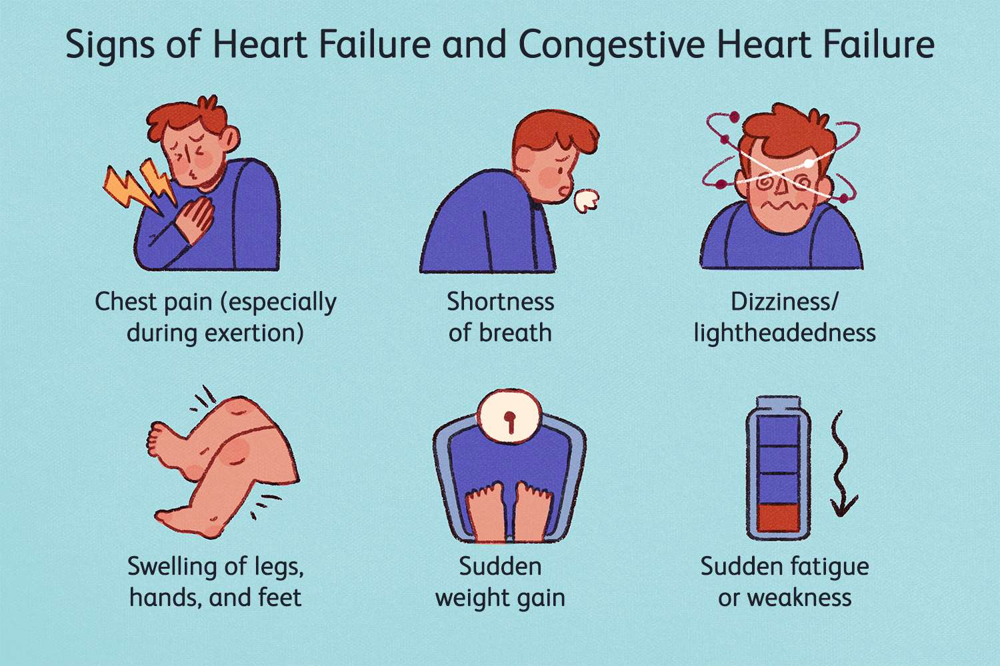 Signs of Heart Failure and Congestive Heart Failure
Chest pain (especially
during exertion)
Shortness
of breath
Dizziness/
lightheadedness
Swelling of legs,
hands, and feet
Sudden
weight gain
Sudden fatigue
or weakness